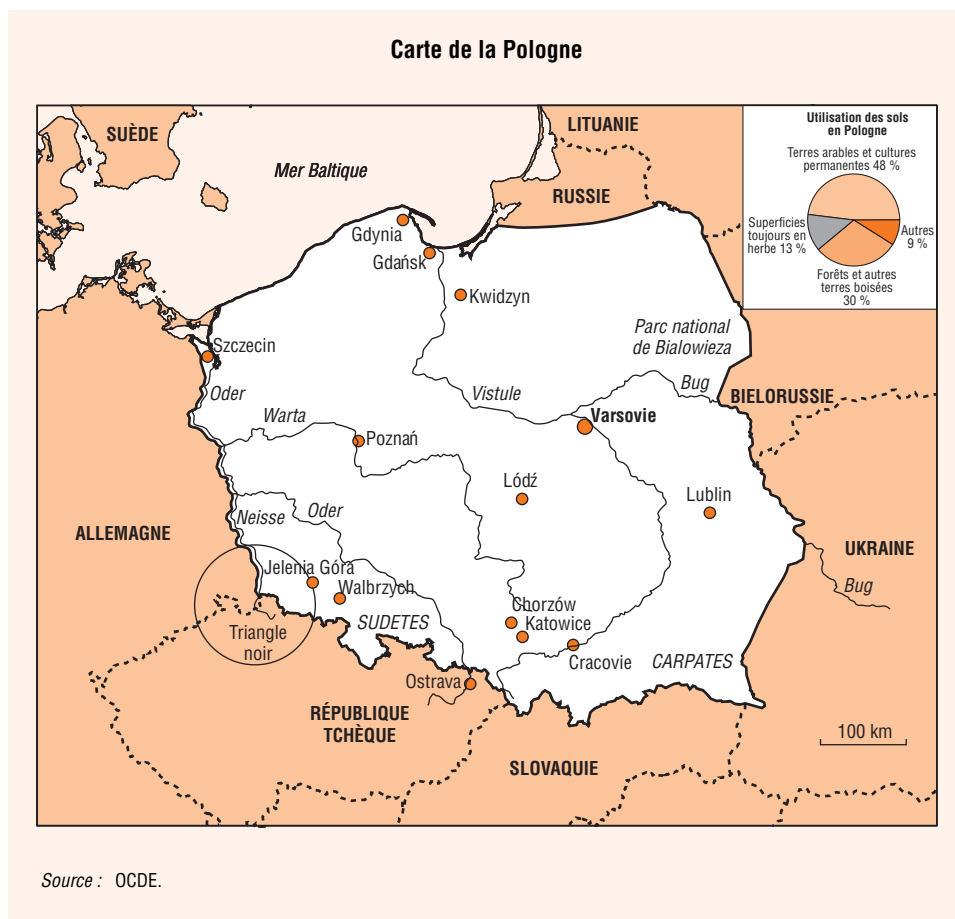 Carte de la Pologne
SUÈDE
Mer Baltique
LITUANIE
RUSSIE
Utilisation des sols
en Pologne
Terres arables et cultures
permanentes 48 %
Superficies
toujours en
herbe 13 %
Autres
9 %
Forêts et autres
terres boisées
30 %
Gdynia
Gdańsk
Kwidzyn
Szczecin
Parc national
de Bialowieza
Oder
Vistule
Bug
BIELORUSSIE
Warta
Varsovie
Poznań
Lódź
Lublin
Neisse
Oder
ALLEMAGNE
UKRAINE
Bug
Jelenia Góra
Walbrzych
Chorzów
Katowice
SUDETES
Triangle
noir
Cracovie
CARPATES
Ostrava
RÉPUBLIQUE
TCHÈQUE
100 km
SLOVAQUIE
Source : OCDE.